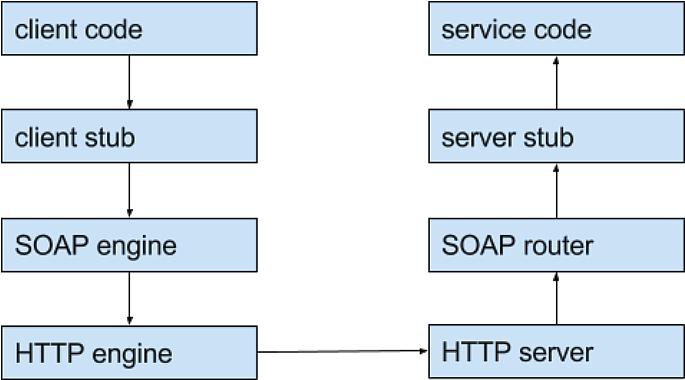 client code
client stub
SOAP engine
HTTP engine
service code
server stub
SOAP router
HTTP server